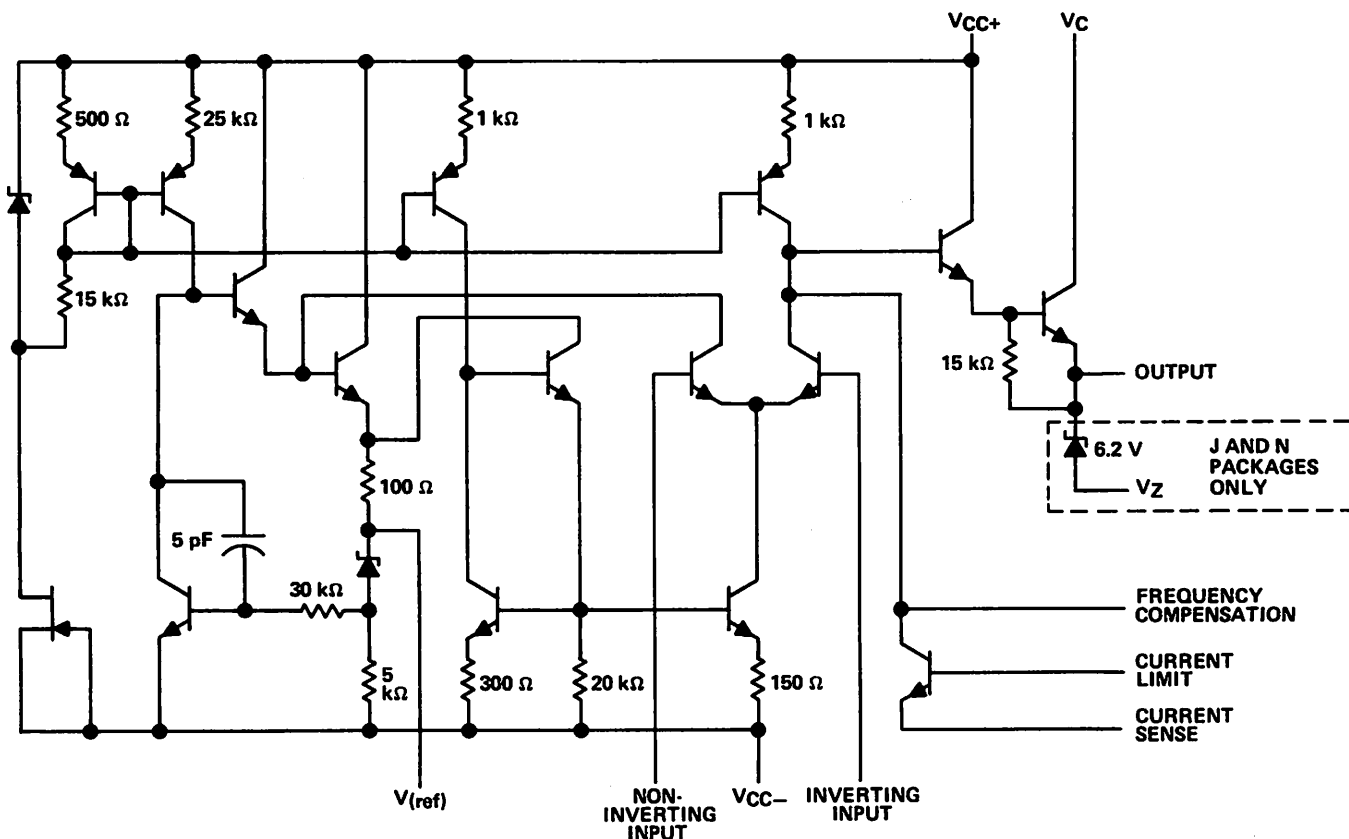 VCC+
VC
500 Ω
25 kΩ
1 kΩ
1 kΩ
15 kΩ
15 kΩ
OUTPUT
6.2 V
J AND N
PACKAGES
ONLY
VZ
100 Ω
5 pF
30 kΩ
FREQUENCY
COMPENSATION
5
kΩ
300 Ω
20 kΩ
150 Ω
CURRENT
LIMIT
CURRENT
SENSE
V(ref)
NON-
INVERTING
INPUT
VCC–
INVERTING
INPUT